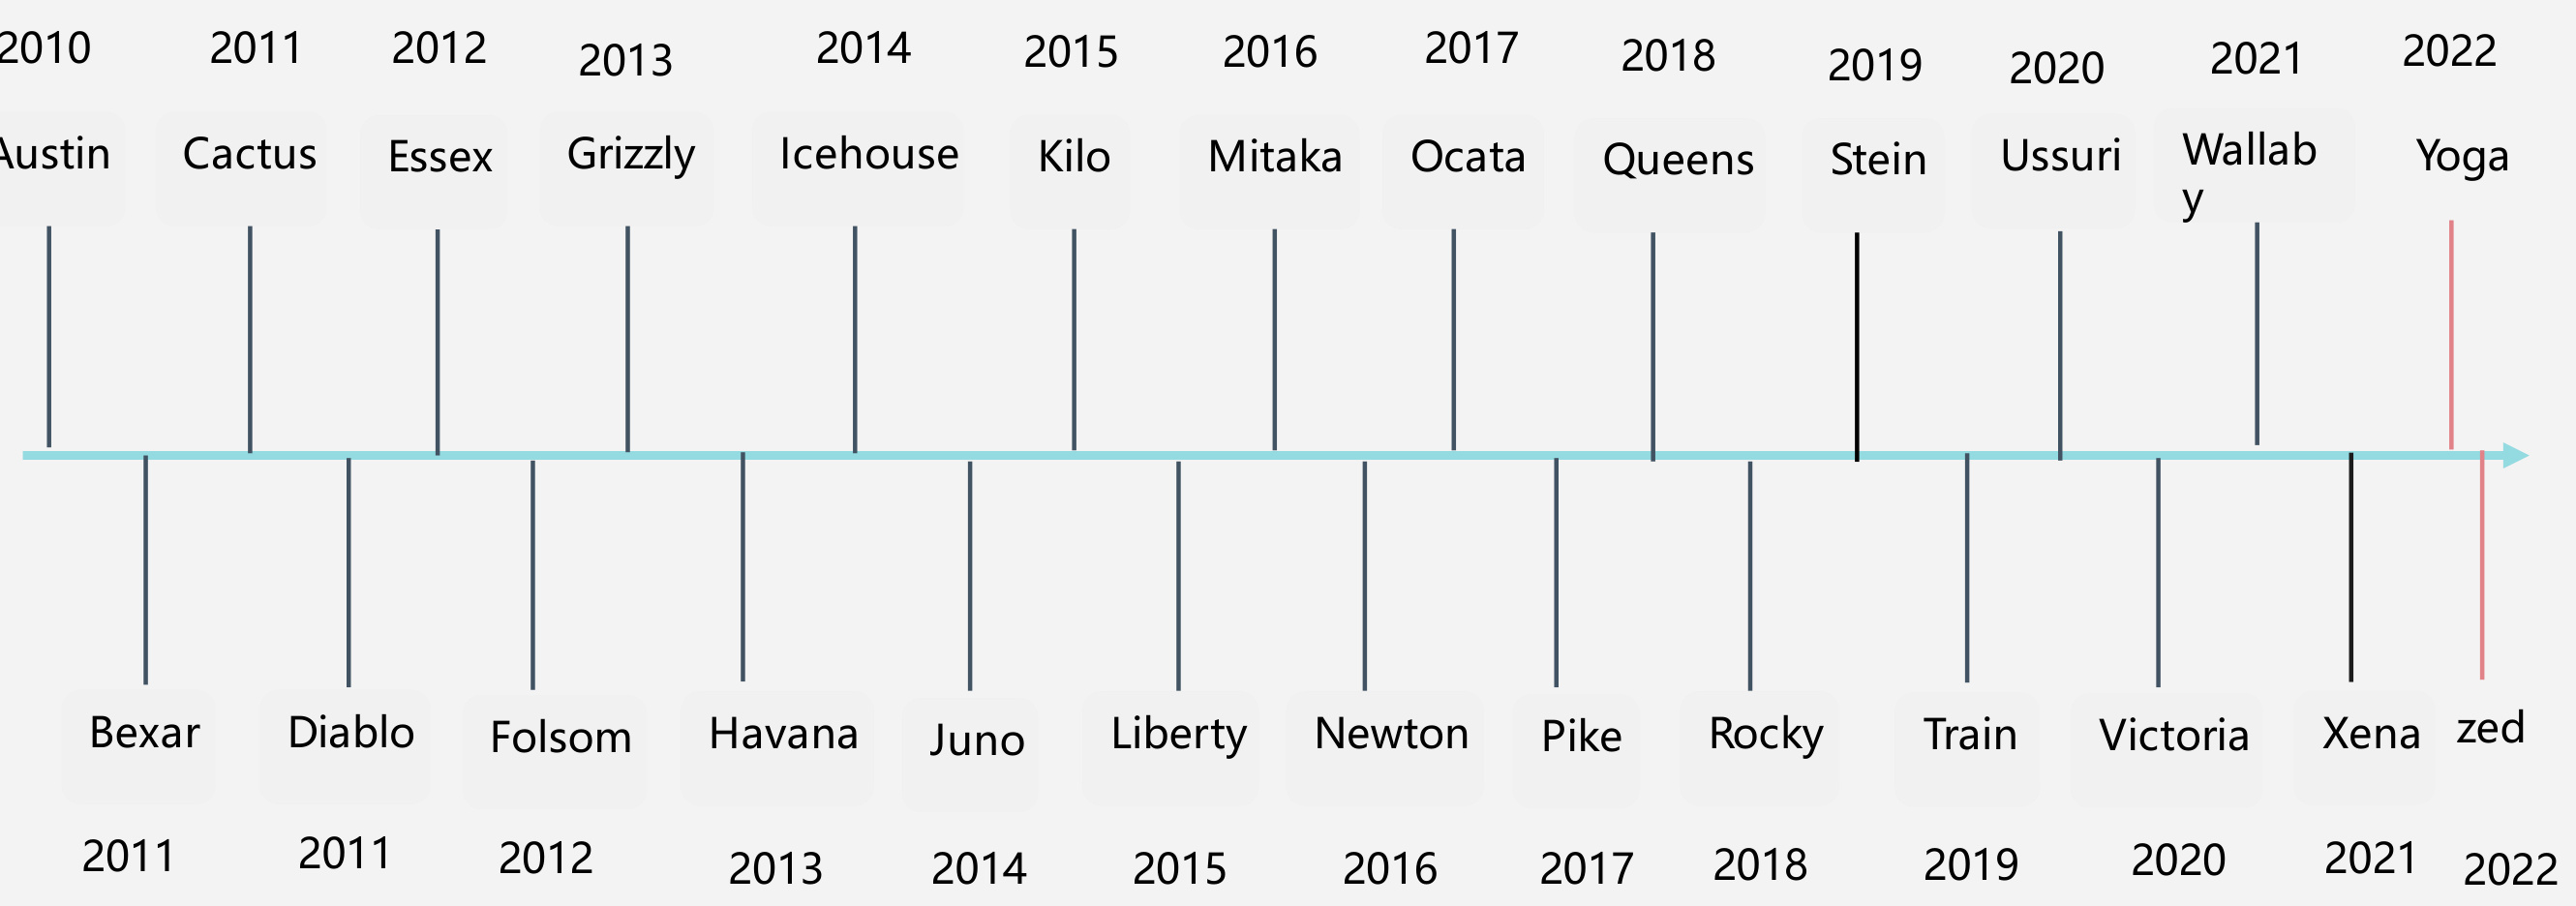 2010
2011
2012
2013
2014
2015
2016
2017
2018
2019
2020
2021
2022
Austin
Cactus
Essex
Grizzly
Icehouse
Kilo
Mitaka
Ocata
Queens
Stein
Ussuri
Wallab
y
Yoga
Bexar
Diablo
Folsom
Havana
Juno
Liberty
Newton
Pike
Rocky
Train
Victoria
Xena
zed
2011
2011
2012
2013
2014
2015
2016
2017
2018
2019
2020
2021
2022